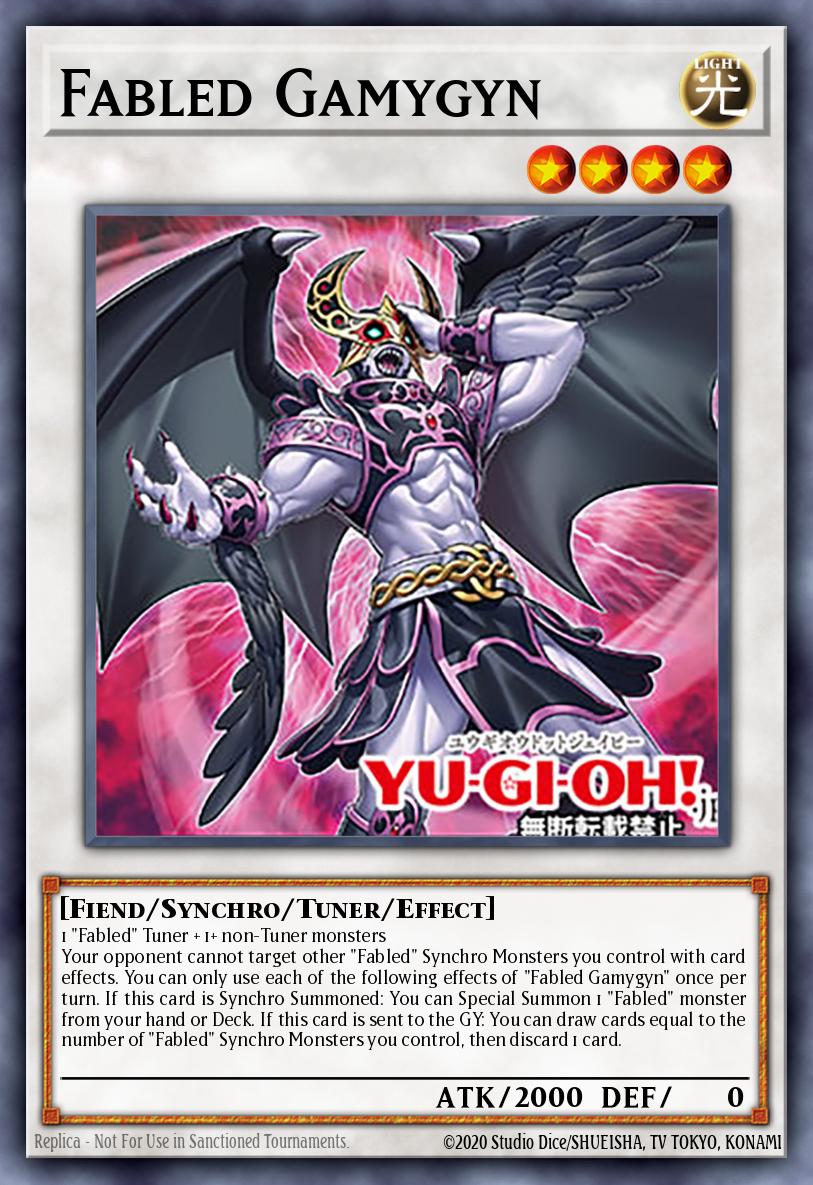 Fabled Gamygyn
LIGHT
光
ユウギオウドットジェイピー
YU-GI-OH!
無断転載禁止
[Fiend/Synchro/Tuner/Effect]
1 "Fabled" Tuner + 1+ non-Tuner monsters
Your opponent cannot target other "Fabled" Synchro Monsters you control with card
effects. You can only use each of the following effects of "Fabled Gamygyn" once per
turn. If this card is Synchro Summoned: You can Special Summon 1 "Fabled" monster
from your hand or Deck. If this card is sent to the GY: You can draw cards equal to the
number of "Fabled" Synchro Monsters you control, then discard 1 card.
ATK/2000 DEF/ 0
Replica - Not For Use in Sanctioned Tournaments. ©2020 Studio Dice/SHUEISHA, TV TOKYO, KONAMI